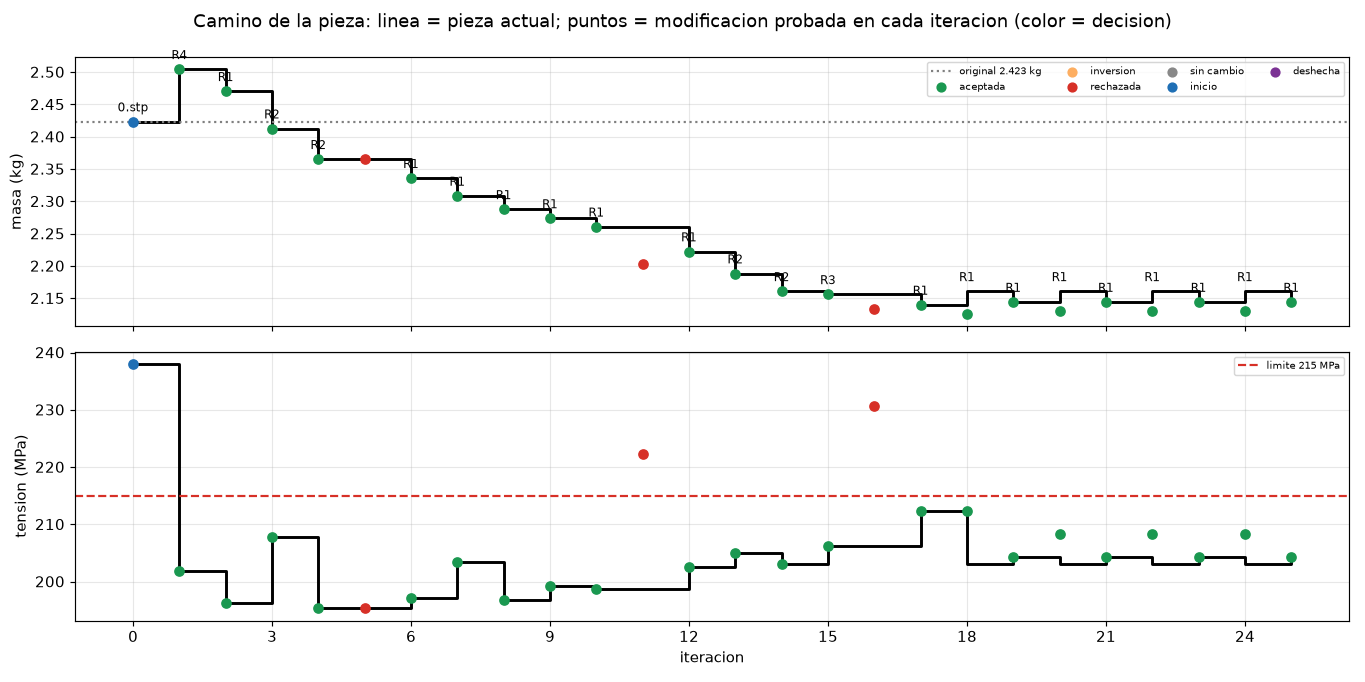 Camino de la pieza: linea = pieza actual; puntos = modificacion probada en cada iteracion (color = decision)
original 2.423 kg
aceptada
inversion
rechazada
sin cambio
inicio
deshecha
masa (kg)
2.50
2.45
2.40
2.35
2.30
2.25
2.20
2.15
0.stp
R4
R1
R2
R2
R1
R1
R1
R1
R1
R1
R2
R2
R3
R1
R1
R1
R1
R1
R1
R1
R1
R1
limite 215 MPa
tension (MPa)
240
230
220
210
200
0 3 6 9 12 15 18 21 24
iteracion